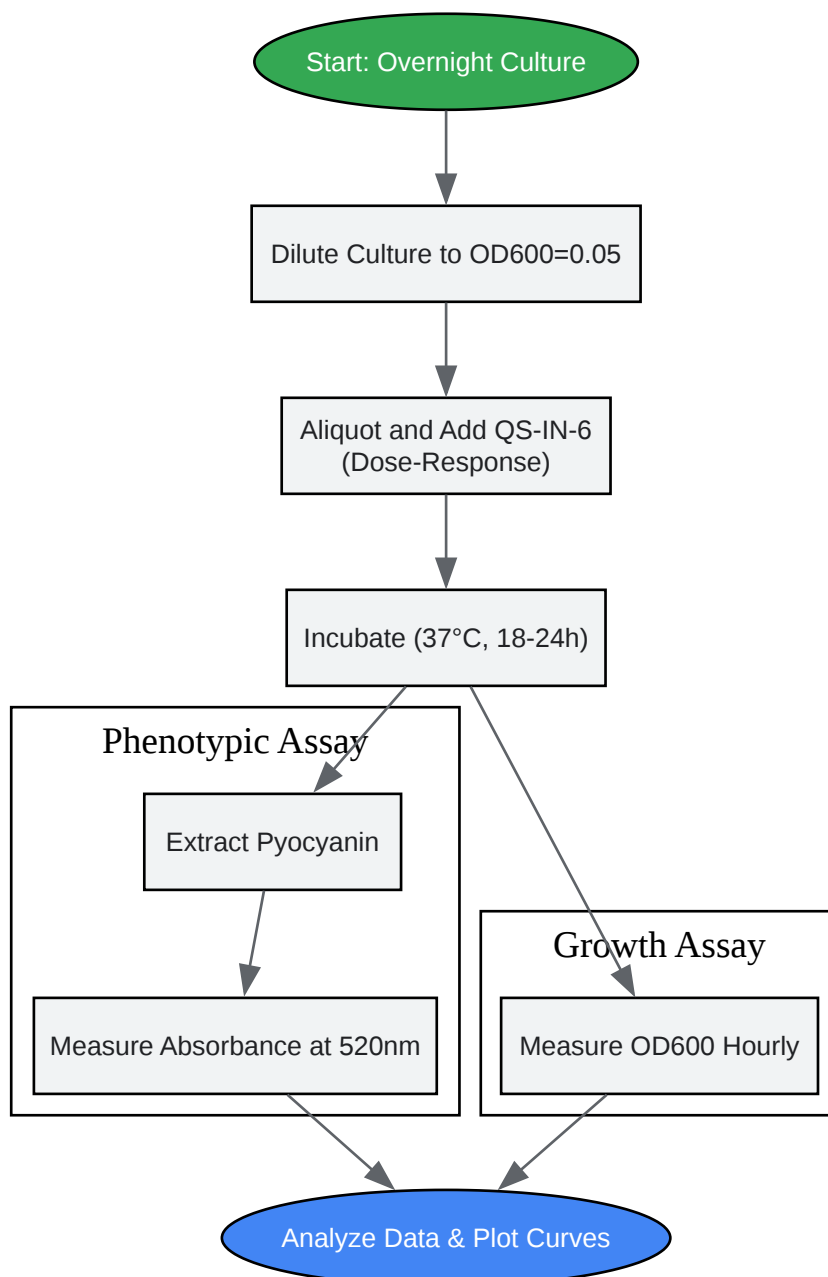 Start: Overnight Culture
Dilute Culture to OD600=0.05
Aliquot and Add QS-IN-6
(Dose-Response)
Incubate (37°C, 18-24h)
Phenotypic Assay
Extract Pyocyanin
Measure Absorbance at 520nm
Growth Assay
Measure OD600 Hourly
Analyze Data & Plot Curves